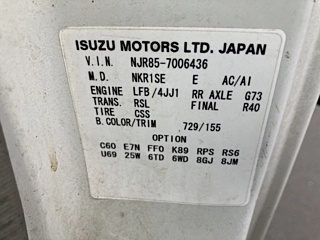 ISUZU MOTORS LTD. JAPAN
V.I.N. NJR85-7006436
M.D. NKR1SE E AC/AI
ENGINE LFB/4JJ1 RR AXLE G73
TRANS. RSL FINAL R40
TIRE CSS
B.COLOR/TRIM 729/155
OPTION
C60 E7N FF0 K89 RPS RS6
U69 25W 6TD 6WD 8GJ 8JM